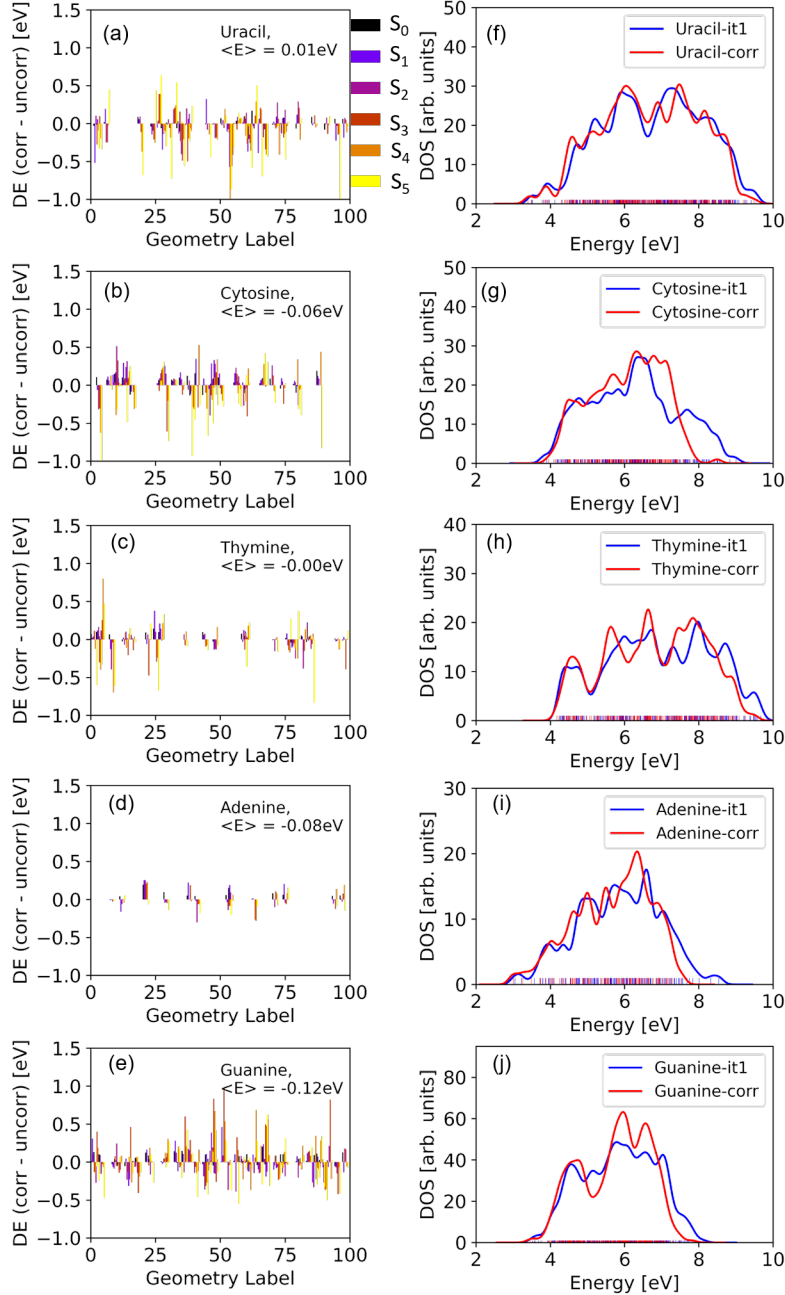 (a)
Uracil,
<E> = 0.01eV
S0
S1
S2
S3
S4
S5
DE (corr - uncorr) [eV]
1.5
1.0
0.5
0.0
−0.5
−1.0
0 25 50 75 100
Geometry Label
(f)
Uracil-it1
Uracil-corr
DOS [arb. units]
50
40
30
20
10
0
2 4 6 8 10
Energy [eV]
(b)
Cytosine,
<E> = -0.06eV
DE (corr - uncorr) [eV]
1.5
1.0
0.5
0.0
−0.5
−1.0
0 25 50 75 100
Geometry Label
(g)
Cytosine-it1
Cytosine-corr
DOS [arb. units]
50
40
30
20
10
0
2 4 6 8 10
Energy [eV]
(c)
Thymine,
<E> = -0.00eV
DE (corr - uncorr) [eV]
1.5
1.0
0.5
0.0
−0.5
−1.0
0 25 50 75 100
Geometry Label
(h)
Thymine-it1
Thymine-corr
DOS [arb. units]
40
30
20
10
0
2 4 6 8 10
Energy [eV]
(d)
Adenine,
<E> = -0.08eV
DE (corr - uncorr) [eV]
1.5
1.0
0.5
0.0
−0.5
−1.0
0 25 50 75 100
Geometry Label
(i)
Adenine-it1
Adenine-corr
DOS [arb. units]
30
20
10
0
2 4 6 8 10
Energy [eV]
(e)
Guanine,
<E> = -0.12eV
DE (corr - uncorr) [eV]
1.5
1.0
0.5
0.0
−0.5
−1.0
0 25 50 75 100
Geometry Label
(j)
Guanine-it1
Guanine-corr
DOS [arb. units]
80
60
40
20
0
2 4 6 8 10
Energy [eV]